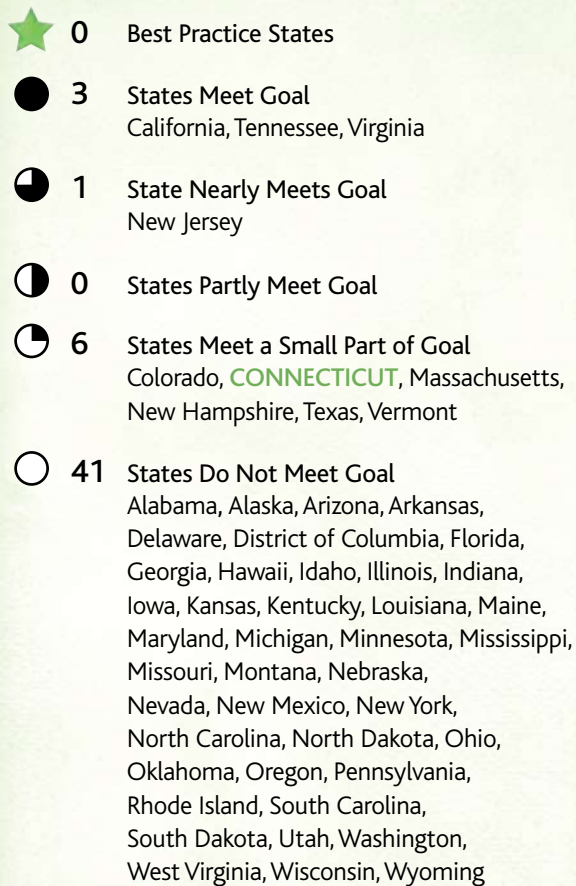 0 Best Practice States
3 States Meet Goal
California, Tennessee, Virginia
1 State Nearly Meets Goal
New Jersey
0 States Partly Meet Goal
6 States Meet a Small Part of Goal
Colorado, CONNECTICUT, Massachusetts,
New Hampshire, Texas, Vermont
41 States Do Not Meet Goal
Alabama, Alaska, Arizona, Arkansas,
Delaware, District of Columbia, Florida,
Georgia, Hawaii, Idaho, Illinois, Indiana,
Iowa, Kansas, Kentucky, Louisiana, Maine,
Maryland, Michigan, Minnesota, Mississippi,
Missouri, Montana, Nebraska,
Nevada, New Mexico, New York,
North Carolina, North Dakota, Ohio,
Oklahoma, Oregon, Pennsylvania,
Rhode Island, South Carolina,
South Dakota, Utah, Washington,
West Virginia, Wisconsin, Wyoming